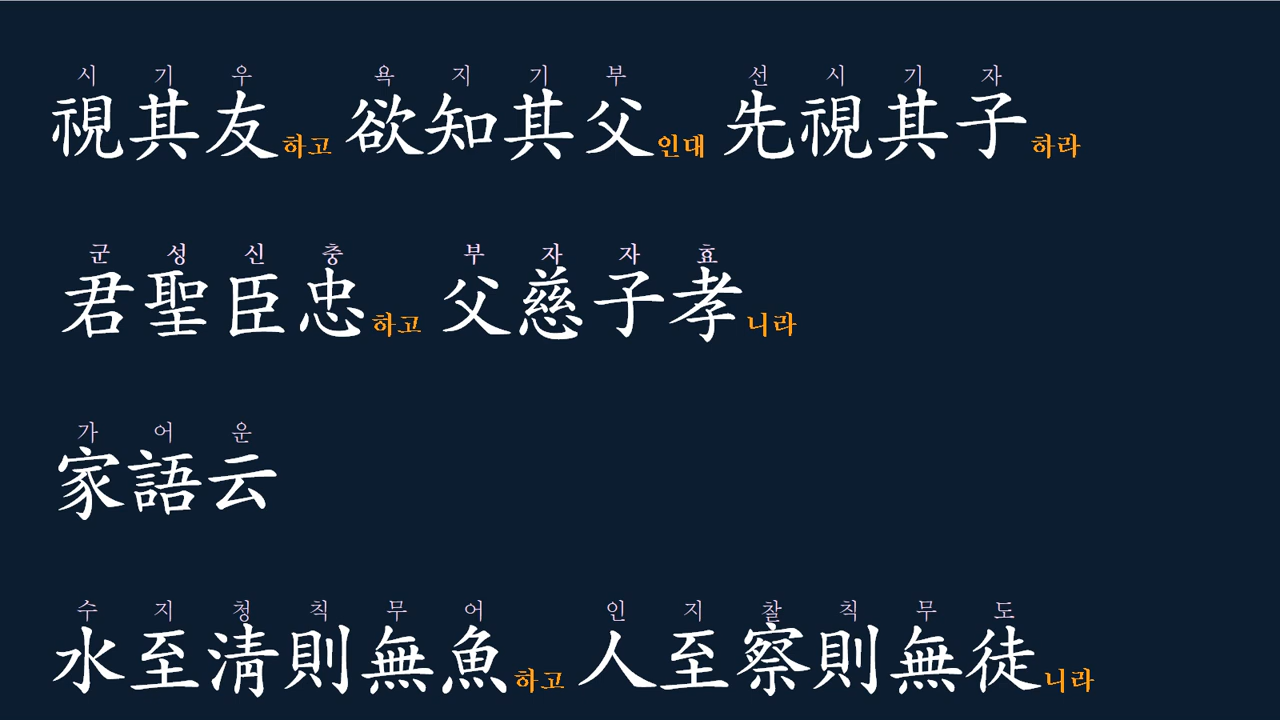 시 기 우 욕 지 기 부 선 시 기 자
視其友하고 欲知其父인대 先視其子하라
군 성 신 충 부 자 자 효
君聖臣忠하고 父慈子孝니라
가 어 운
家語云
수 지 청 칙 무 어 인 지 찰 칙 무 도
水至淸則無魚하고 人至察則無徒니라